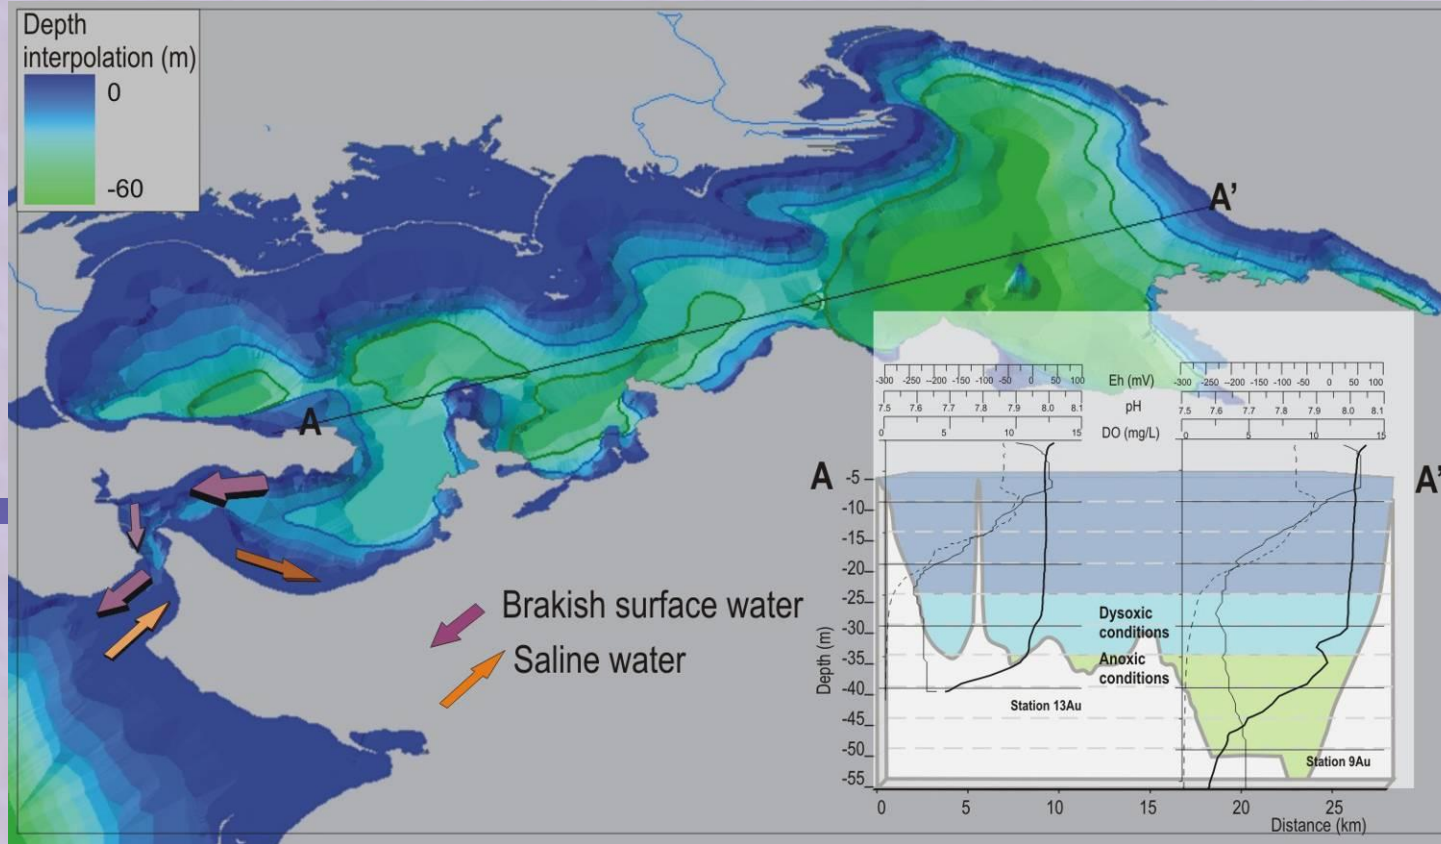 Depth
interpolation (m)
0
-60
A
A'
Brakish surface water
Saline water
-300 -250 -200 -150 -100 -50 0 50 100
Eh (mV)
-300 -250 -200 -150 -100 -50 0 50 100
7.5 7.6 7.7 7.8 7.9 8.0 8.1
pH
7.5 7.6 7.7 7.8 7.9 8.0 8.1
0 5 10 15
DO (mg/L)
0 5 10 15
A
A'
-5
-10
-15
-20
-25
-30
-35
-40
-45
-50
-55
Depth (m)
Dysoxic
conditions
Anoxic
conditions
Station 13Au
Station 9Au
0 5 10 15 20 25
Distance (km)